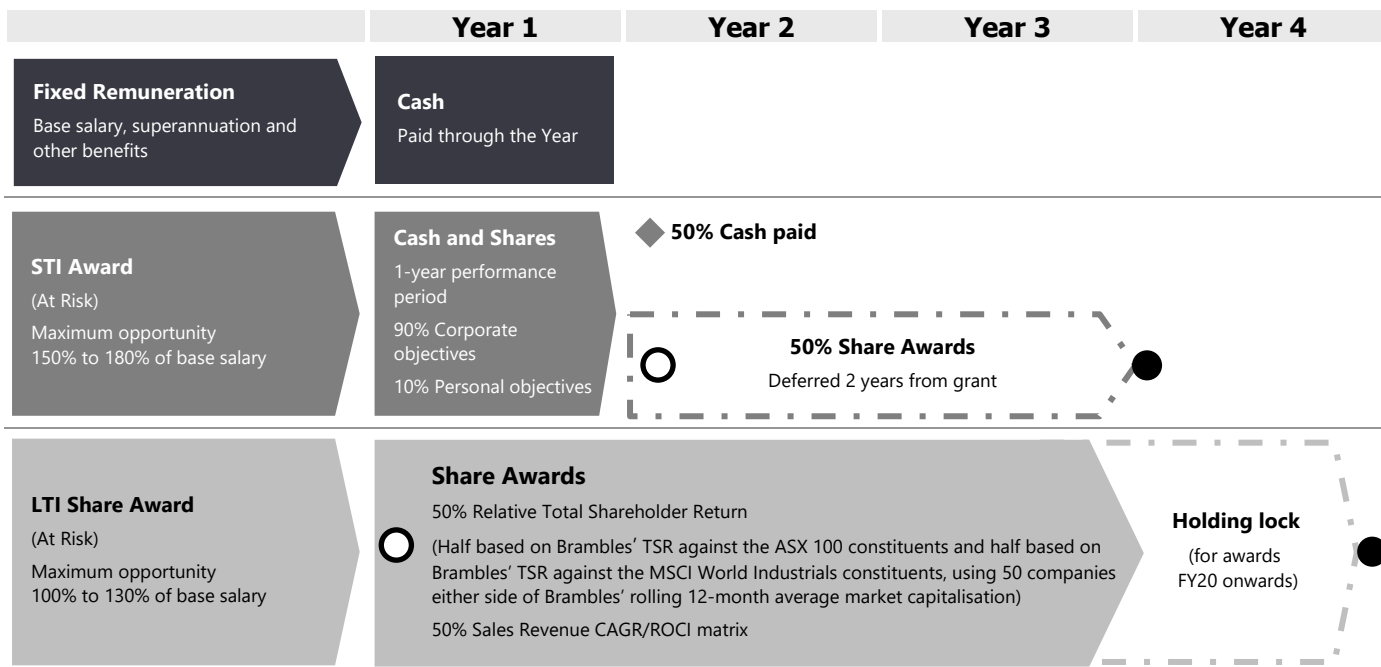 Year 1
Year 2
Year 3
Year 4
Fixed Remuneration
Base salary, superannuation and
other benefits
Cash
Paid through the Year
STI Award
(At Risk)
Maximum opportunity
150% to 180% of base salary
Cash and Shares
1-year performance
period
90% Corporate
objectives
10% Personal objectives
50% Cash paid
50% Share Awards
Deferred 2 years from grant
LTI Share Award
(At Risk)
Maximum opportunity
100% to 130% of base salary
Share Awards
50% Relative Total Shareholder Return
(Half based on Brambles’ TSR against the ASX 100 constituents and half based on
Brambles’ TSR against the MSCI World Industrials constituents, using 50 companies
either side of Brambles’ rolling 12-month average market capitalisation)
50% Sales Revenue CAGR/ROCI matrix
Holding lock
(for awards
FY20 onwards)